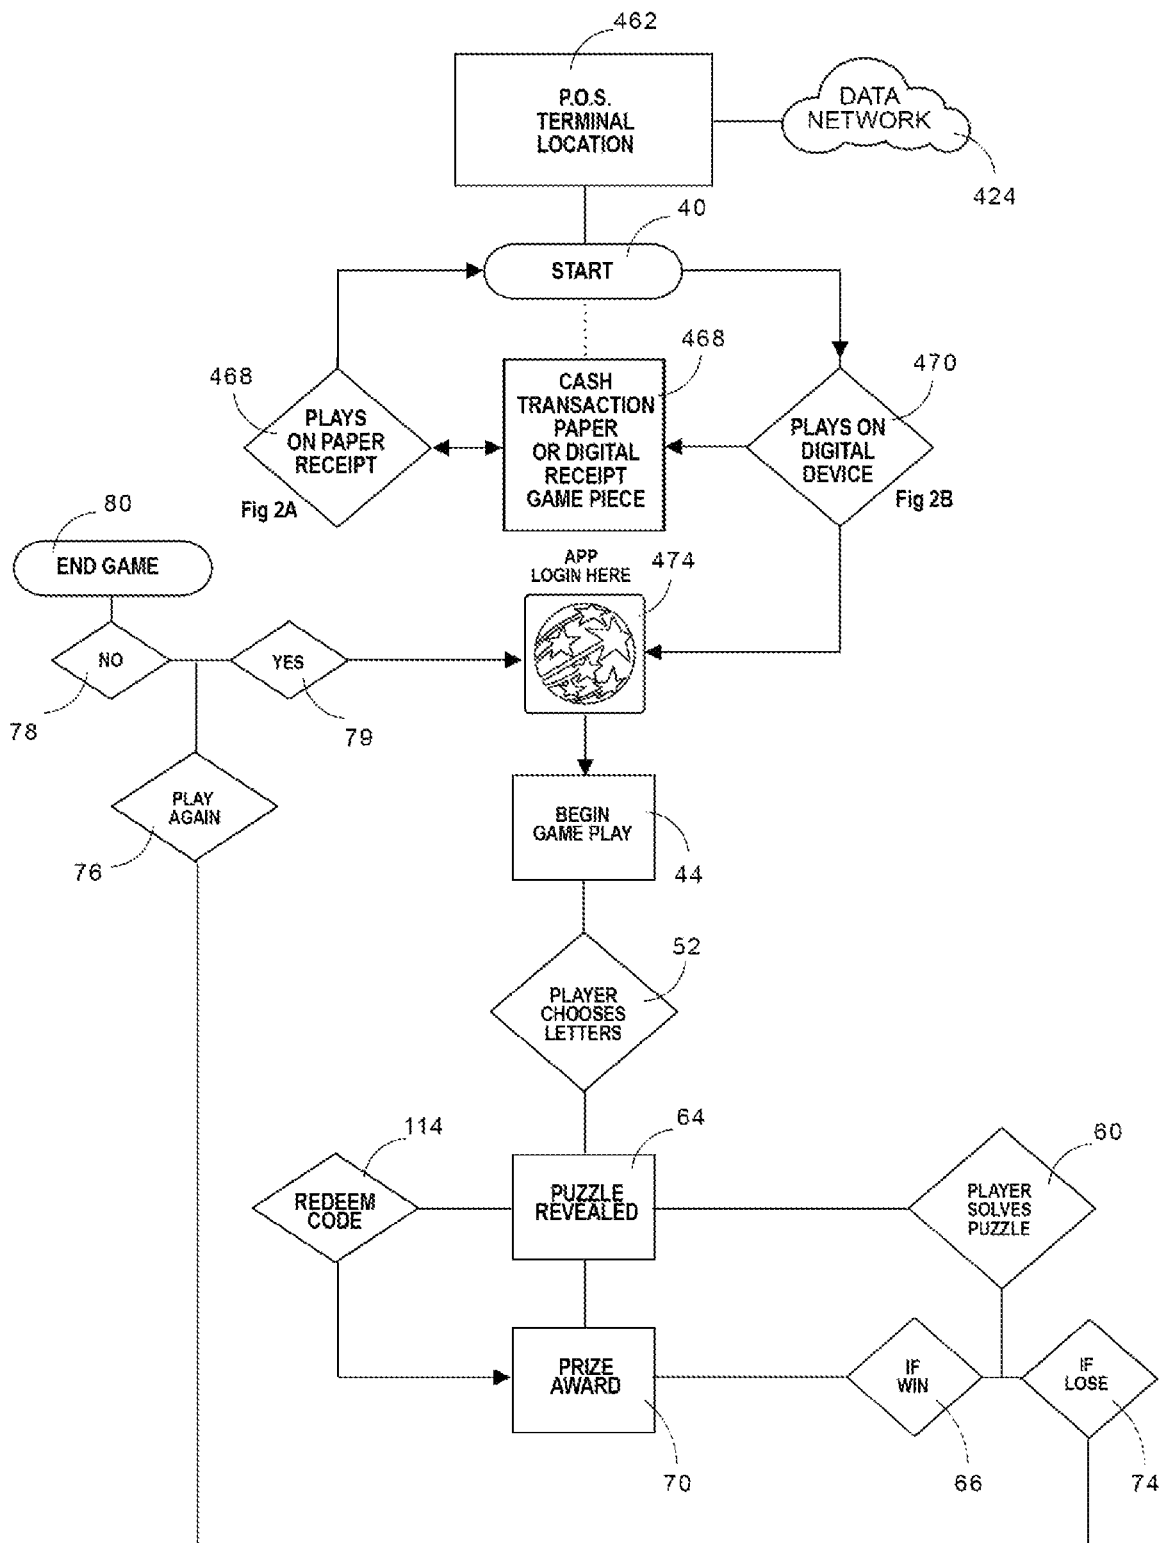 462
P.O.S.
TERMINAL
LOCATION
DATA
NETWORK
424
40
START
468
PLAYS
ON PAPER
RECEIPT
Fig 2A
468
CASH
TRANSACTION
PAPER
OR DIGITAL
RECEIPT
GAME PIECE
470
PLAYS ON
DIGITAL
DEVICE
Fig 2B
80
END GAME
APP
LOGIN HERE
474
NO
YES
78
79
PLAY
AGAIN
76
BEGIN
GAME PLAY
44
52
PLAYER
CHOOSES
LETTERS
114
REDEEM
CODE
64
PUZZLE
REVEALED
60
PLAYER
SOLVES
PUZZLE
PRIZE
AWARD
IF
WIN
IF
LOSE
70
66
74